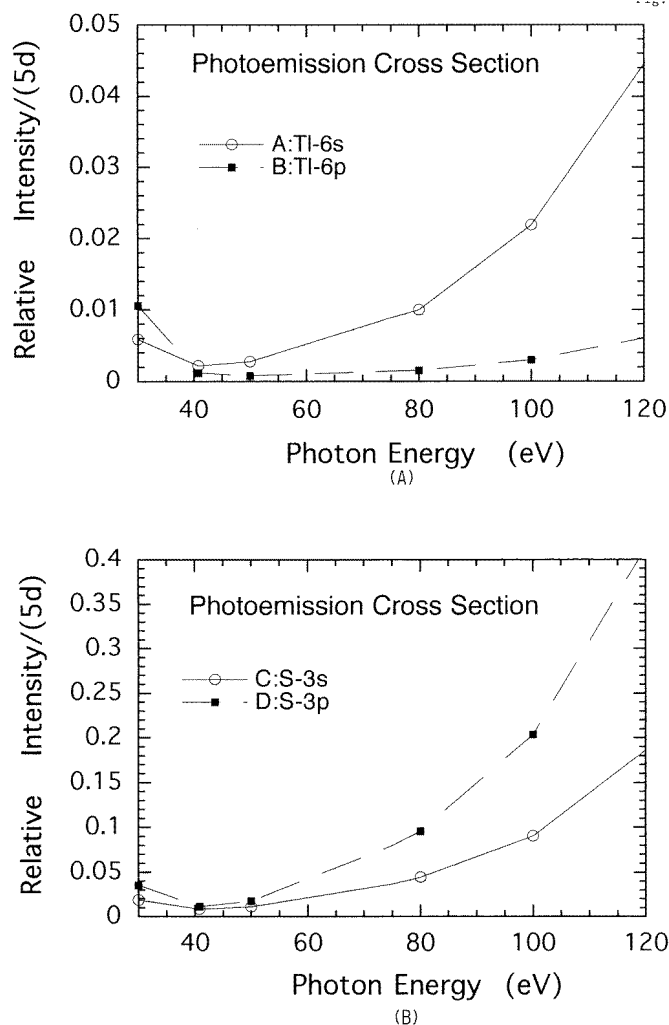 0.05
0.04
0.03
0.02
0.01
0
Relative Intensity/(5d)
Photoemission Cross Section
A:Tl-6s
B:Tl-6p
40 60 80 100 120
Photon Energy (eV)
(A)
0.4
0.35
0.3
0.25
0.2
0.15
0.1
0.05
0
Relative Intensity/(5d)
Photoemission Cross Section
C:S-3s
D:S-3p
40 60 80 100 120
Photon Energy (eV)
(B)